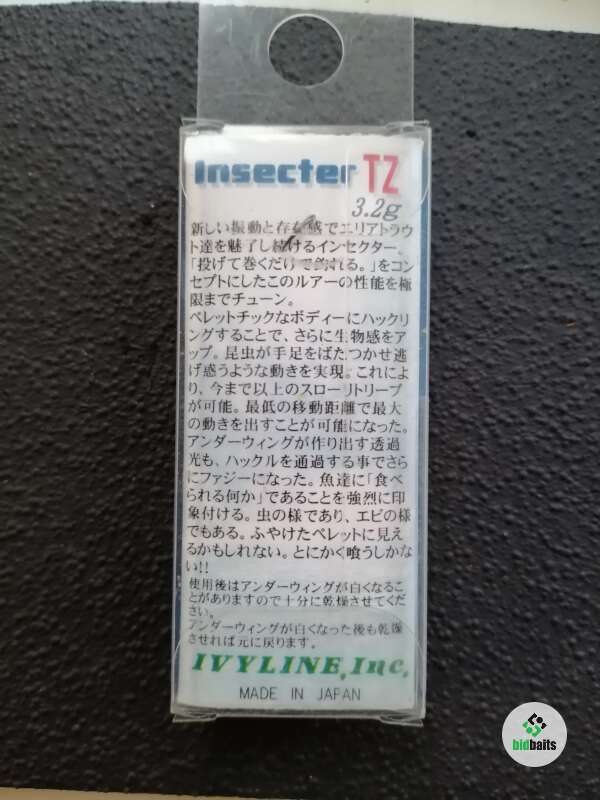 Insecter TZ
3.2g
新しい振動と存在感でエリアトラウ
ト達を魅了し続けるインセクター。
「投げて巻くだけで釣れる。」をコン
セプトにしたこのルアーの性能を極
限までチューン。
ペレットチックなボディーにハックリ
ングすることで、さらに生物感をア
ップ。昆虫が手足をばたつかせ逃
げ惑うような動きを実現。これによ
り、今まで以上のスローリトリーブ
が可能。最低の移動距離で最大
の動きを出すことが可能になった。
アンダーウィングが作り出す透過
光も、ハックルを通過する事でさら
にファジーになった。魚達に「食べ
られる何か」であることを強烈に印
象付ける。虫の様であり、エビの様
でもある。ふやけたペレットに見え
るかもしれない。とにかく喰うしかな
い!!
使用後はアンダーウィングが白くなるこ
とがありますので十分に乾燥させてくだ
さい。
アンダーウィングが白くなった後も乾燥
させれば元に戻ります。
IVYLINE,Inc.
MADE IN JAPAN
bidbaits